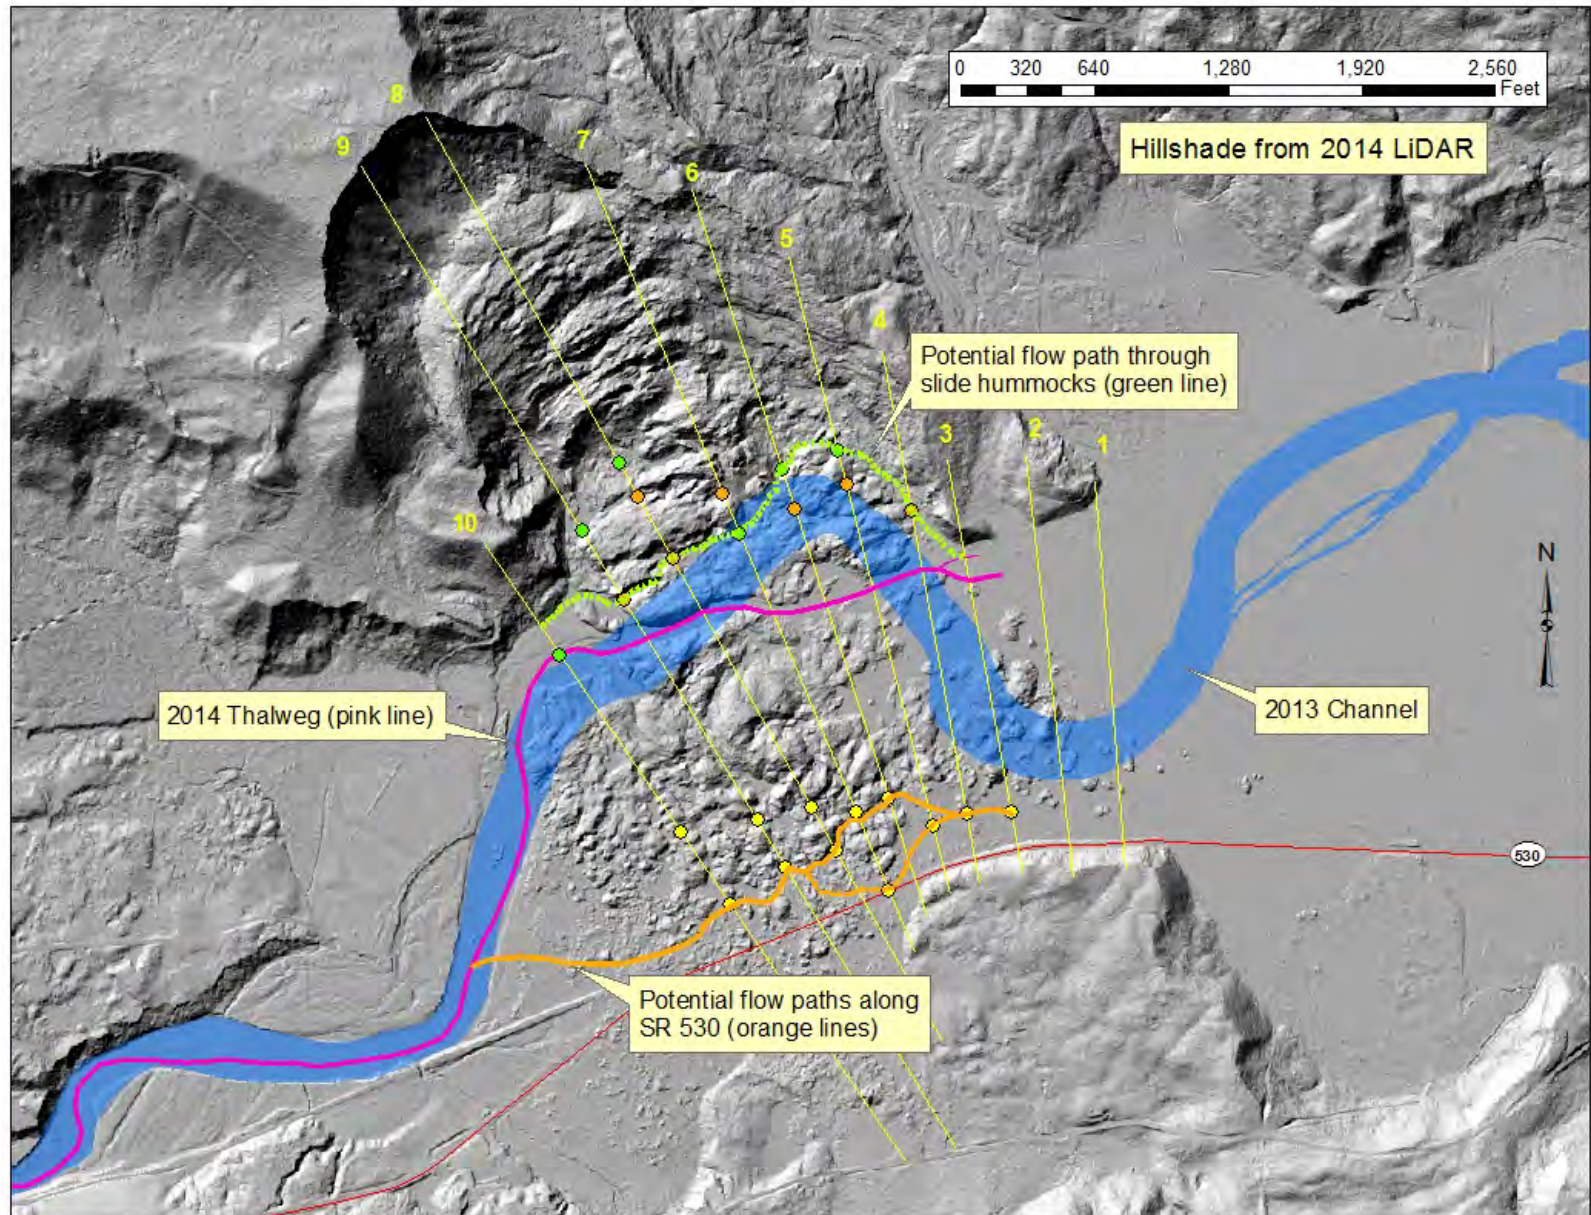 0 320 640 1,280 1,920 2,560
Feet
Hillshade from 2014 LiDAR
8
9
7
6
5
4
Potential flow path through
slide hummocks (green line)
3
2
1
10
N
2014 Thalweg (pink line)
2013 Channel
530
Potential flow paths along
SR 530 (orange lines)